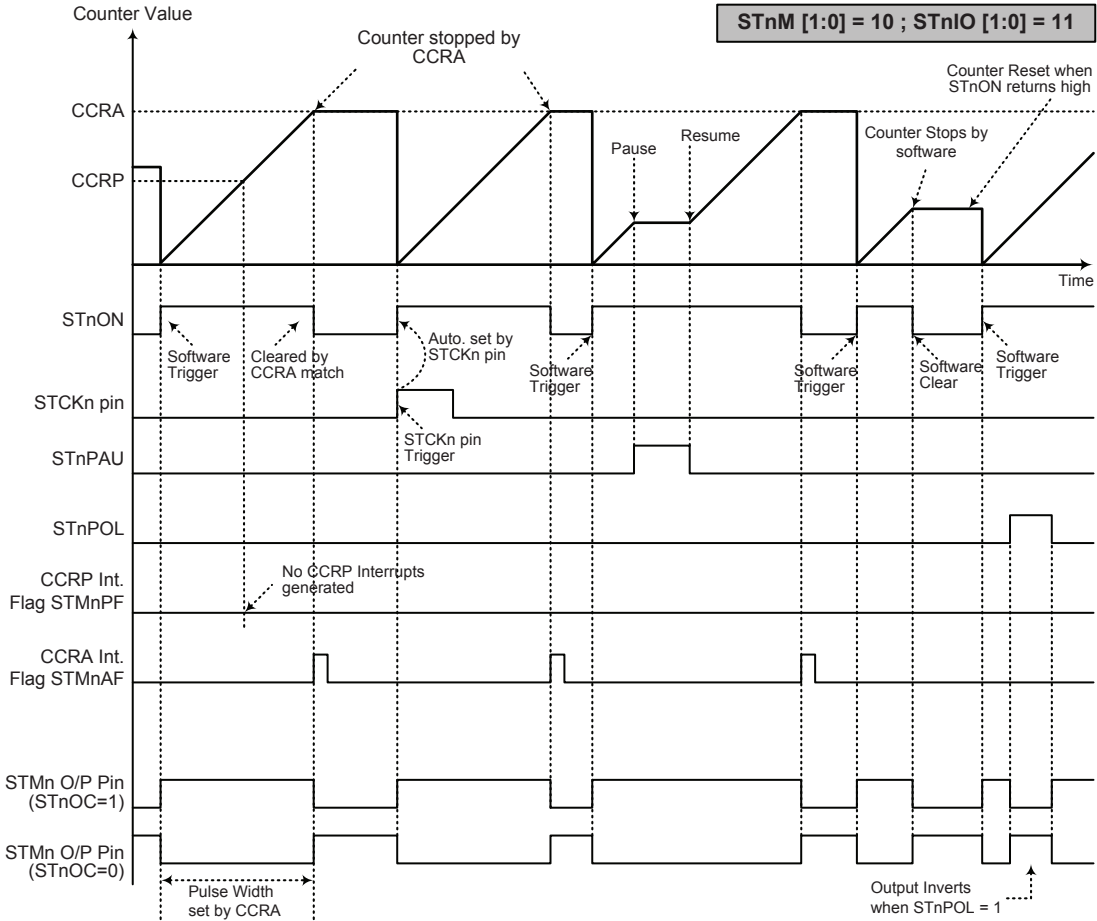 Counter Value
STnM [1:0] = 10 ; STnIO [1:0] = 11
Counter stopped by
CCRA
Counter Reset when
STnON returns high
CCRA
Pause
Resume
Counter Stops by
software
CCRP
Time
STnON
Software
Trigger
Cleared by
CCRA match
Auto. set by
STCKn pin
Software
Trigger
Software
Trigger
Software
Clear
Software
Trigger
STCKn pin
STCKn pin
Trigger
STnPAU
STnPOL
CCRP Int.
Flag STMnPF
No CCRP Interrupts
generated
CCRA Int.
Flag STMnAF
STMn O/P Pin
(STnOC=1)
STMn O/P Pin
(STnOC=0)
Pulse Width
set by CCRA
Output Inverts
when STnPOL = 1